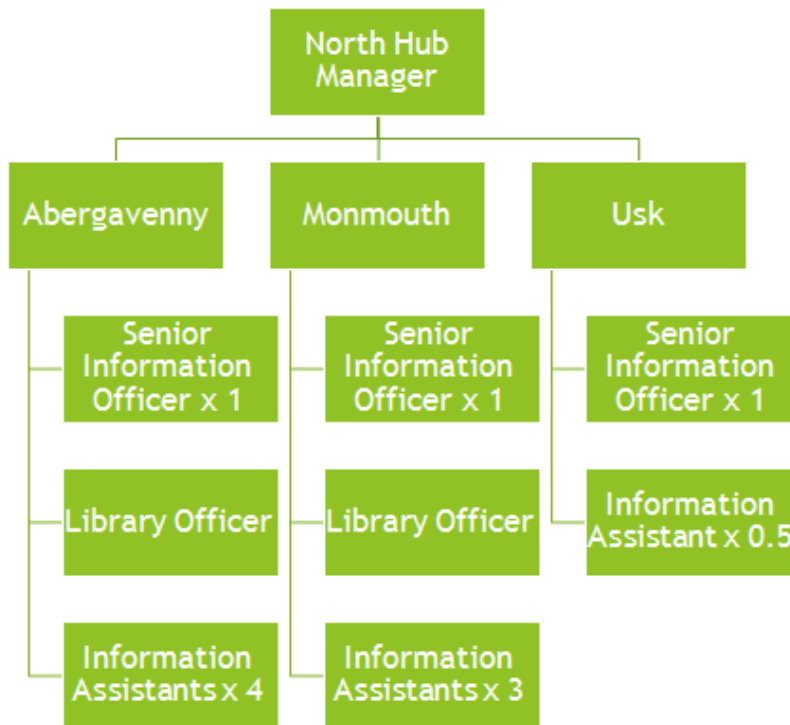 North Hub
Manager
Abergavenny
Monmouth
Usk
Senior
Information
Officer x 1
Library Officer
Information
Assistants x 4
Senior
Information
Officer x 1
Library Officer
Information
Assistants x 3
Senior
Information
Officer x 1
Information
Assistant x 0.5